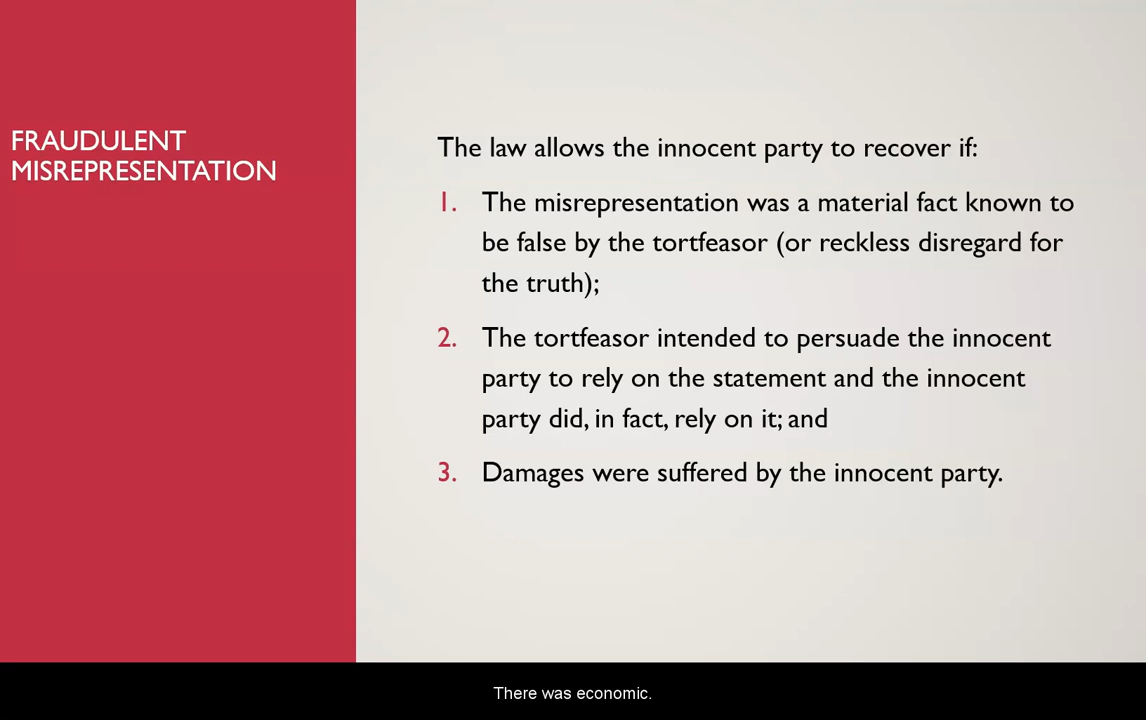 FRAUDULENT
MISREPRESENTATION
The law allows the innocent party to recover if:
1. The misrepresentation was a material fact known to
be false by the tortfeasor (or reckless disregard for
the truth);
2. The tortfeasor intended to persuade the innocent
party to rely on the statement and the innocent
party did, in fact, rely on it; and
3. Damages were suffered by the innocent party.
There was economic.